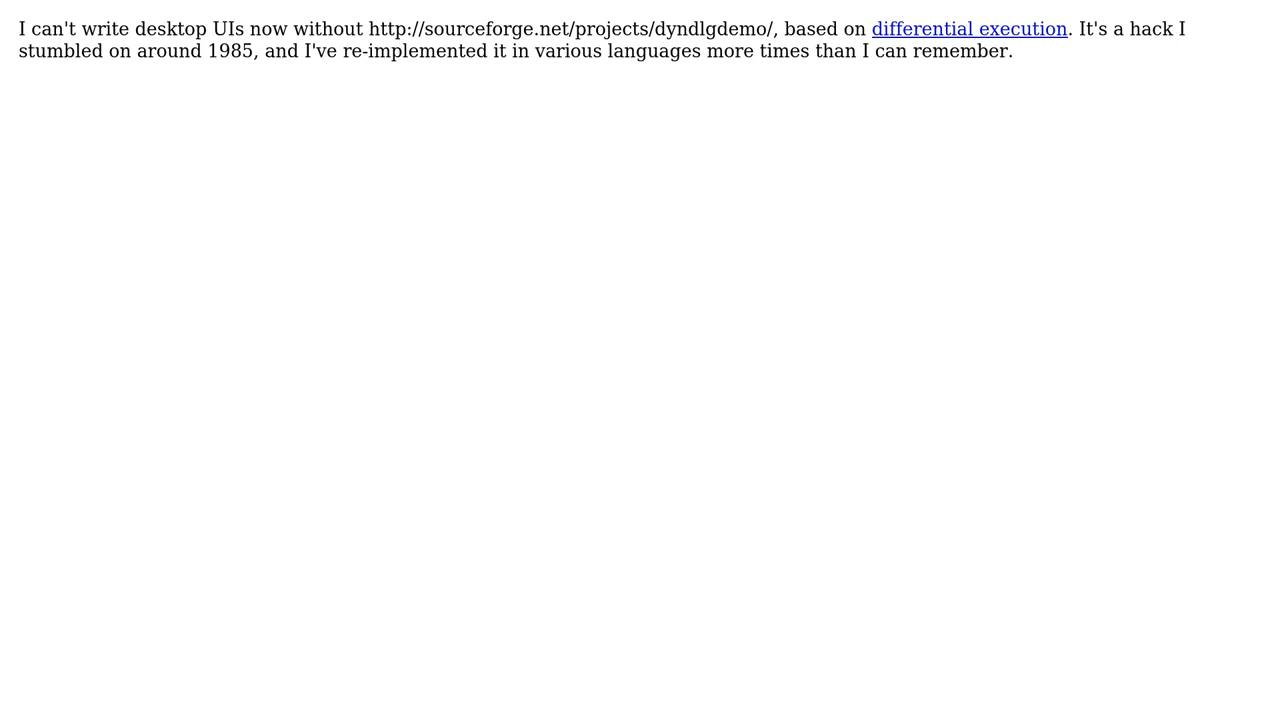 I can't write desktop UIs now without http://sourceforge.net/projects/dyndlgdemo/, based on differential execution. It's a hack I
stumbled on around 1985, and I've re-implemented it in various languages more times than I can remember.